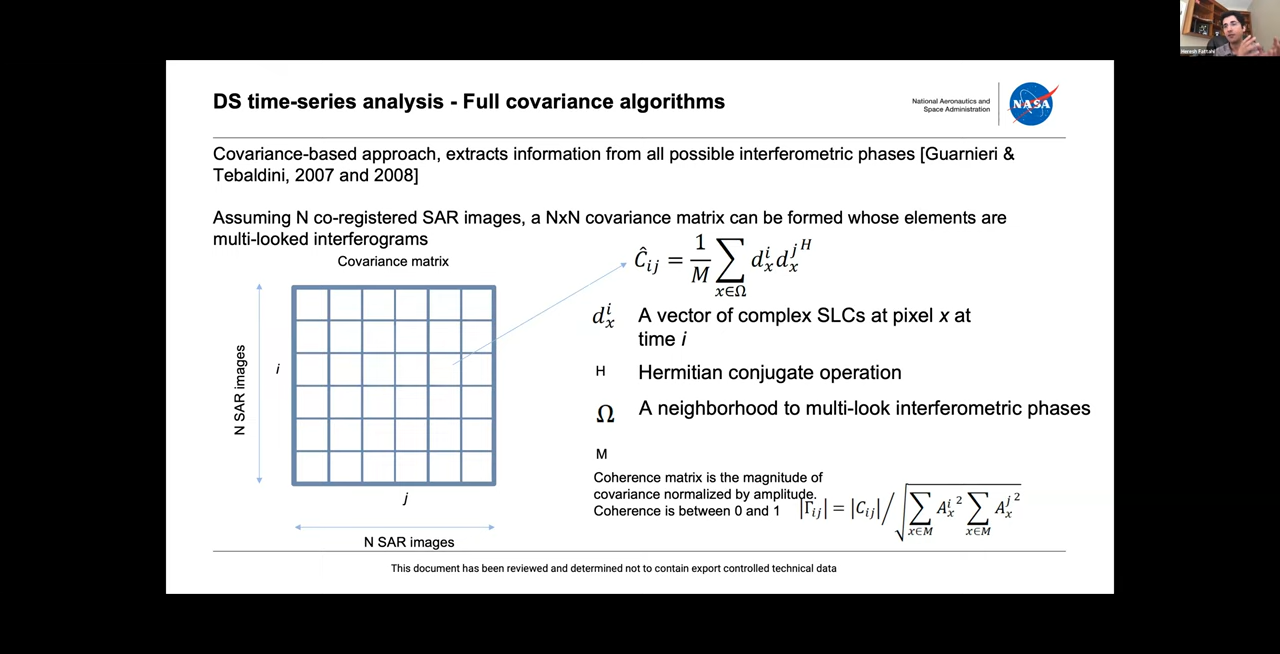 Heresh Fattahi
DS time-series analysis - Full covariance algorithms
National Aeronautics and
Space Administration
NASA
Covariance-based approach, extracts information from all possible interferometric phases [Guarnieri &
Tebaldini, 2007 and 2008]
Assuming N co-registered SAR images, a NxN covariance matrix can be formed whose elements are
multi-looked interferograms
Covariance matrix
Ĉ_ij = 1/M ∑_{x∈Ω} d_x^i d_x^{j H}
d_x^i A vector of complex SLCs at pixel x at
time i
H Hermitian conjugate operation
Ω A neighborhood to multi-look interferometric phases
M
N SAR images
i
j
N SAR images
Coherence matrix is the magnitude of
covariance normalized by amplitude.
Coherence is between 0 and 1
|Γ_ij| = |C_ij| / √(∑_{x∈M} A_x^{i 2} ∑_{x∈M} A_x^{j 2})
This document has been reviewed and determined not to contain export controlled technical data